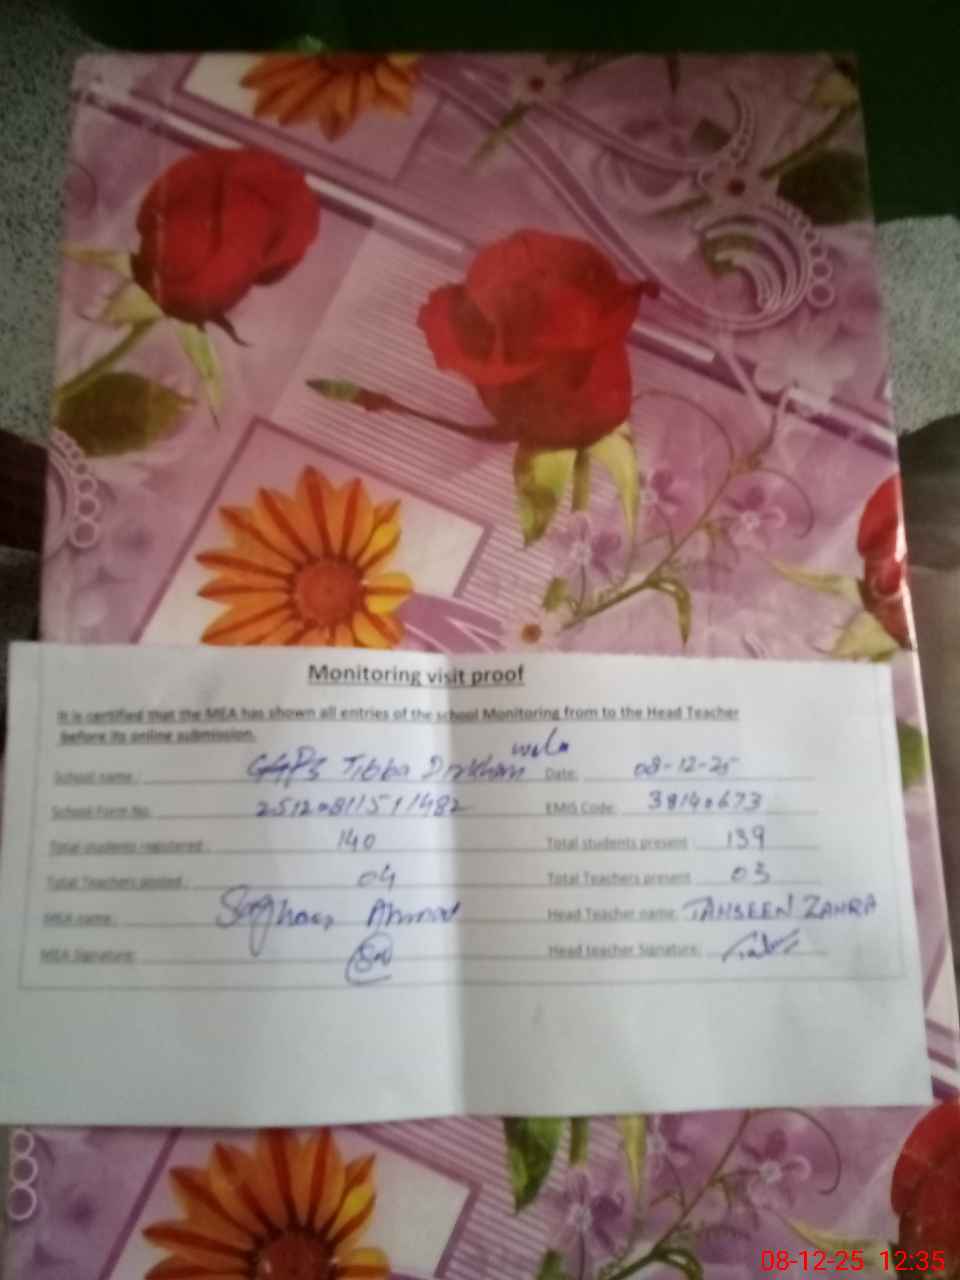 Monitoring visit proof
It is certified that the MEA has shown all entries of the school Monitoring from to the Head Teacher
before its online submission.
School name : GGPS Tibba Dirkhan wala Date: 08-12-25
School Form No. EMIS Code: 38140673
Total students registered : 140 Total students present : 139
Total Teachers posted : 04 Total Teachers present 03
MEA name : Ahmad Head Teacher name: TANSEEN ZAHRA
MEA Signature: Head teacher Signature:
08-12-25 12:35